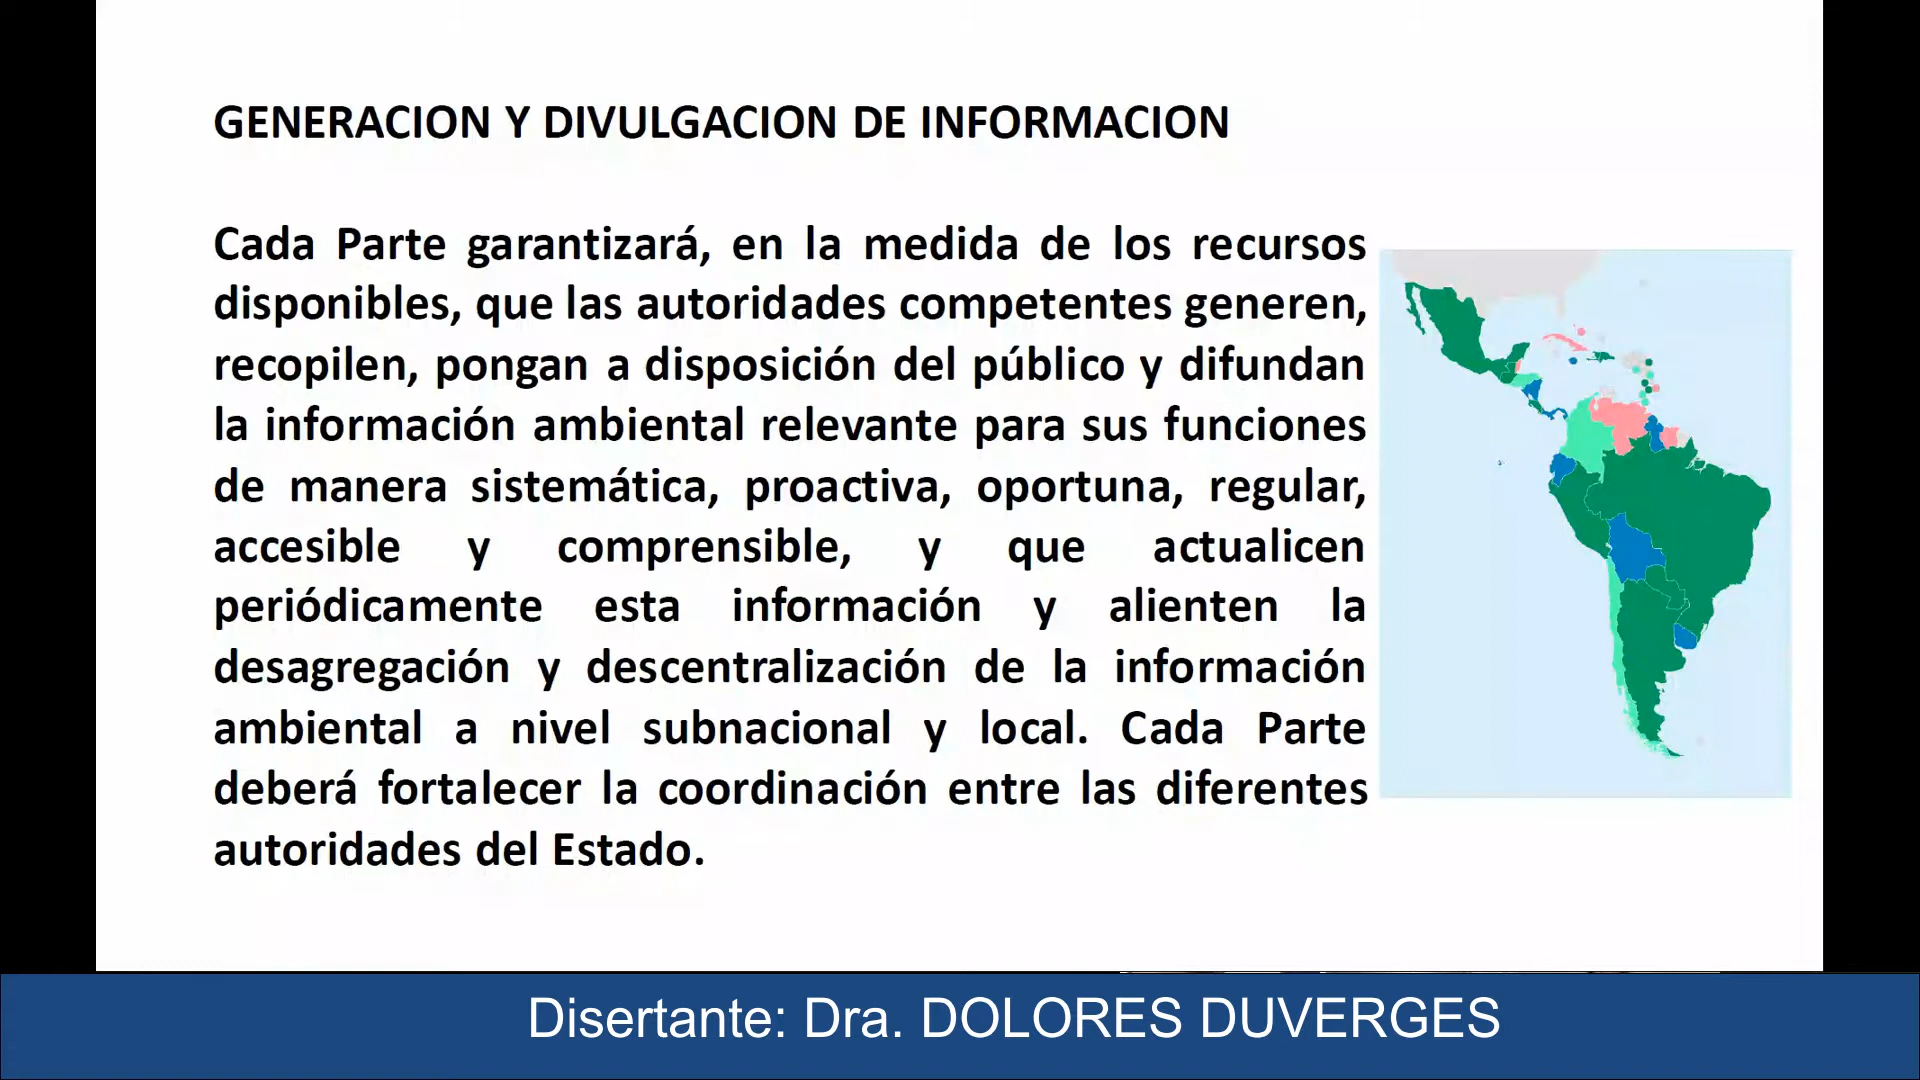 GENERACION Y DIVULGACION DE INFORMACION
Cada Parte garantizará, en la medida de los recursos
disponibles, que las autoridades competentes generen,
recopilen, pongan a disposición del público y difundan
la información ambiental relevante para sus funciones
de manera sistemática, proactiva, oportuna, regular,
accesible y comprensible, y que actualicen
periódicamente esta información y alienten la
desagregación y descentralización de la información
ambiental a nivel subnacional y local. Cada Parte
deberá fortalecer la coordinación entre las diferentes
autoridades del Estado.
Disertante: Dra. DOLORES DUVERGES